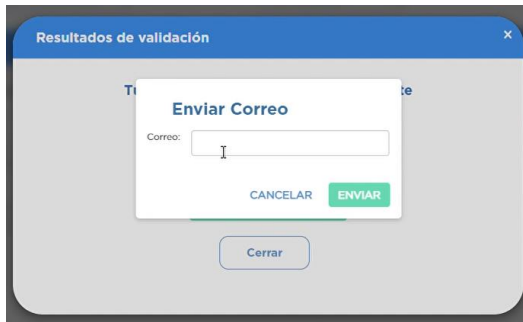 Resultados de validación ×
Enviar Correo
Correo:
CANCELAR ENVIAR
Cerrar